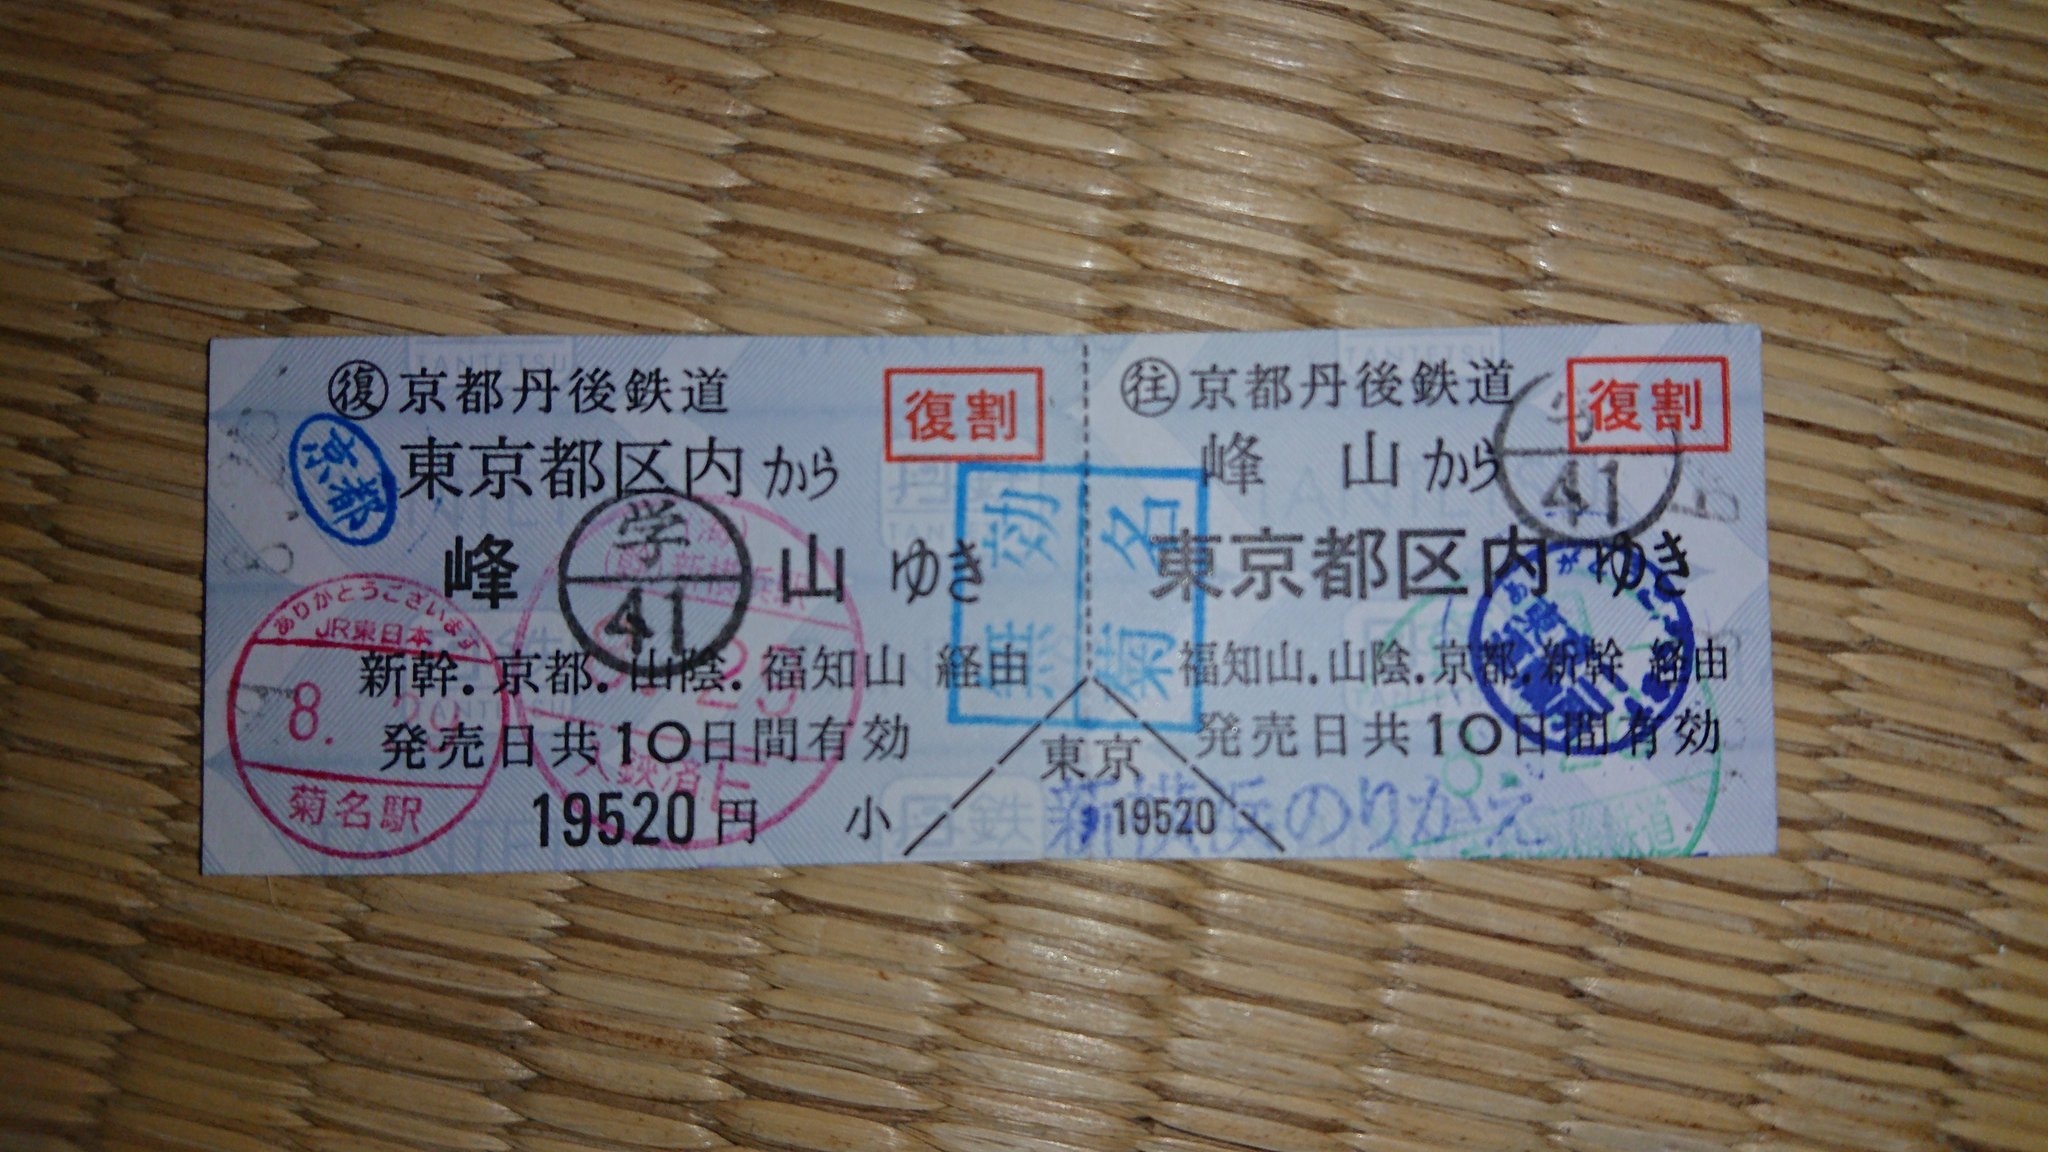 復 京都丹後鉄道
復割
京都
東京都区内から
学
41
峰 山 ゆき
ありがとうございます
JR東日本
8.
菊名駅
新幹.京都.山陰.福知山 経由
発売日共10日間有効
入鋏済
19520円 小
無効
菊名
往 京都丹後鉄道
復割
峰 山から
41
東京都区内ゆき
福知山.山陰.京都.新幹 経由
発売日共10日間有効
東京
19520
新横浜のりかえ